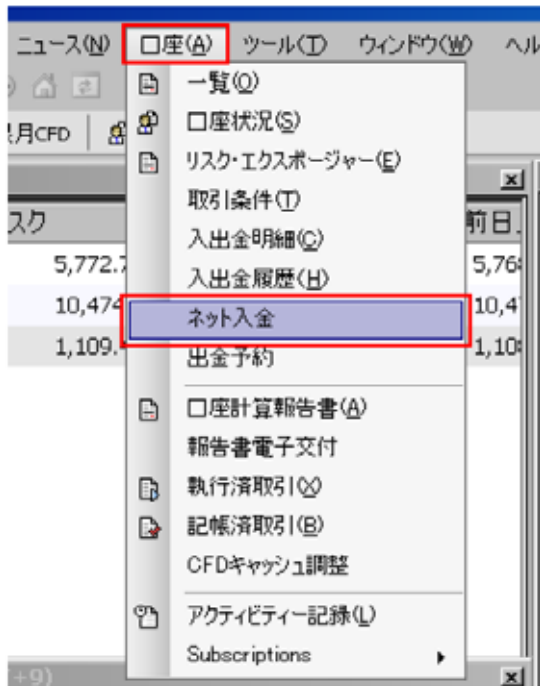 ニュース(N) 口座(A) ツール(T) ウィンドウ(W) ヘル
一覧(O)
月CFD
口座状況(S)
リスク・エクスポージャー(E)
取引条件(T)
スク
前日
入出金明細(C)
5,772.
5,76
入出金履歴(H)
10,474
ネット入金
10,4
1,109.
出金予約
1,10
口座計算報告書(A)
報告書電子交付
執行済取引(X)
記帳済取引(B)
CFDキャッシュ調整
アクティビティー記録(L)
Subscriptions
+9)